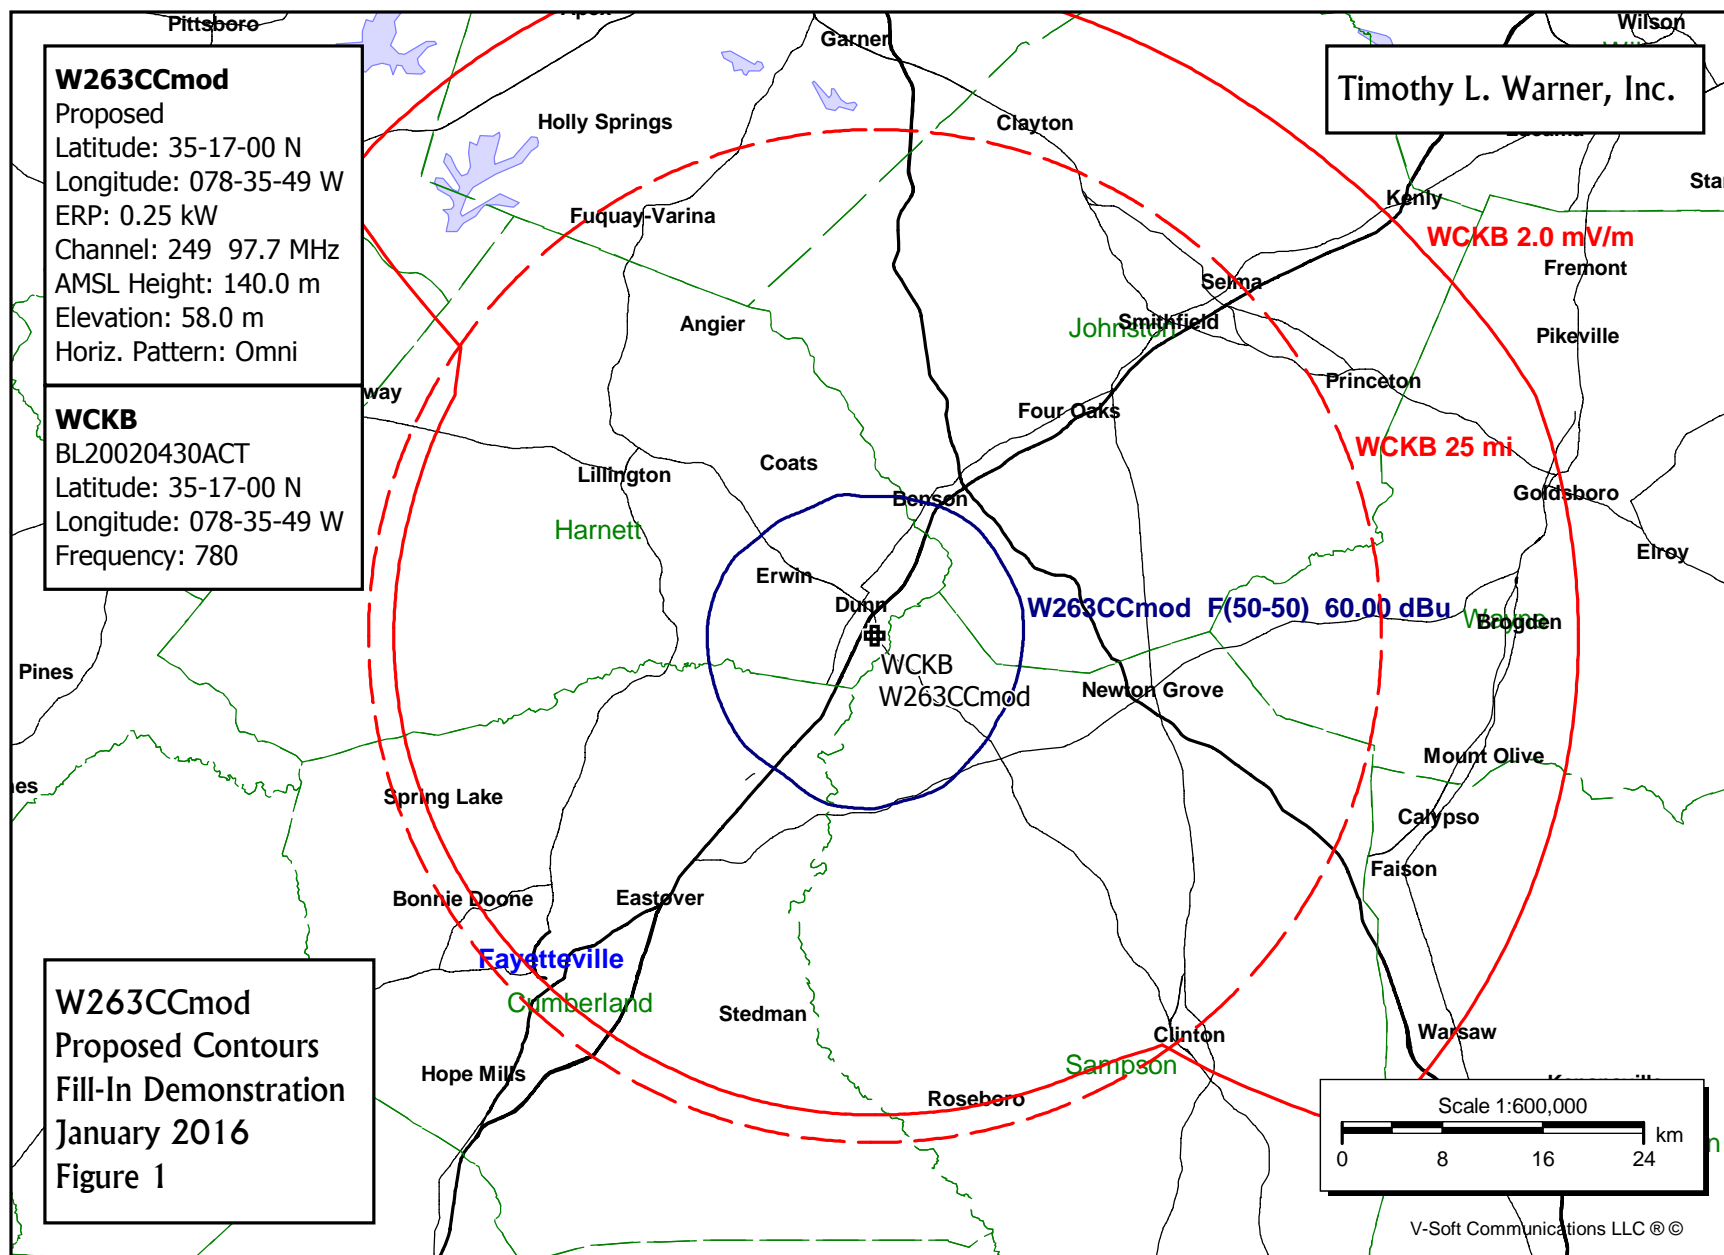 Pittsboro
Apex
Garner
Wilson
W263CCmod
Proposed
Latitude: 35-17-00 N
Longitude: 078-35-49 W
ERP: 0.25 kW
Channel: 249  97.7 MHz
AMSL Height: 140.0 m
Elevation: 58.0 m
Horiz. Pattern: Omni
Timothy L. Warner, Inc.
Holly Springs
Clayton
Kenly
Fuquay-Varina
WCKB 2.0 mV/m
Fremont
Selma
Angier
Johnston
Smithfield
Pikeville
Princeton
way
WCKB
BL20020430ACT
Latitude: 35-17-00 N
Longitude: 078-35-49 W
Frequency: 780
Four Oaks
WCKB 25 mi
Coats
Lillington
Benson
Goldsboro
Harnett
Elroy
Erwin
Dunn
W263CCmod  F(50-50)  60.00 dBu
Wayne
Brogden
WCKB
W263CCmod
Pines
Newton Grove
Mount Olive
Spring Lake
Calypso
Faison
Bonnie Doone
Eastover
Fayetteville
Cumberland
Stedman
Clinton
Warsaw
Sampson
Hope Mills
Roseboro
W263CCmod
Proposed Contours
Fill-In Demonstration
January 2016
Figure 1
Scale 1:600,000
km
0 8 16 24
V-Soft Communications LLC ® ©